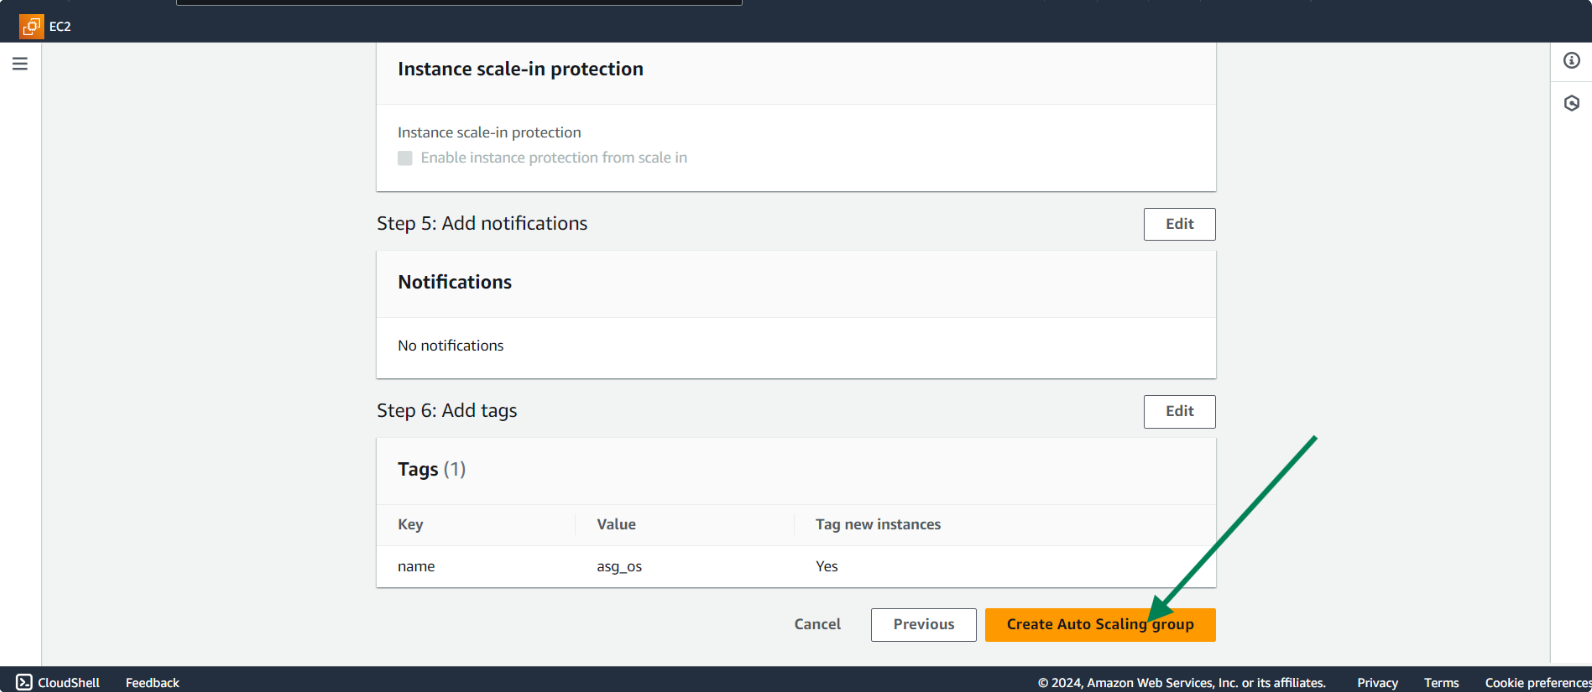 EC2
Instance scale-in protection
Instance scale-in protection
Enable instance protection from scale in
Step 5: Add notifications
Edit
Notifications
No notifications
Step 6: Add tags
Edit
Tags (1)
Key Value Tag new instances
name asg_os Yes
Cancel Previous Create Auto Scaling group
CloudShell Feedback © 2024, Amazon Web Services, Inc. or its affiliates. Privacy Terms Cookie preferences